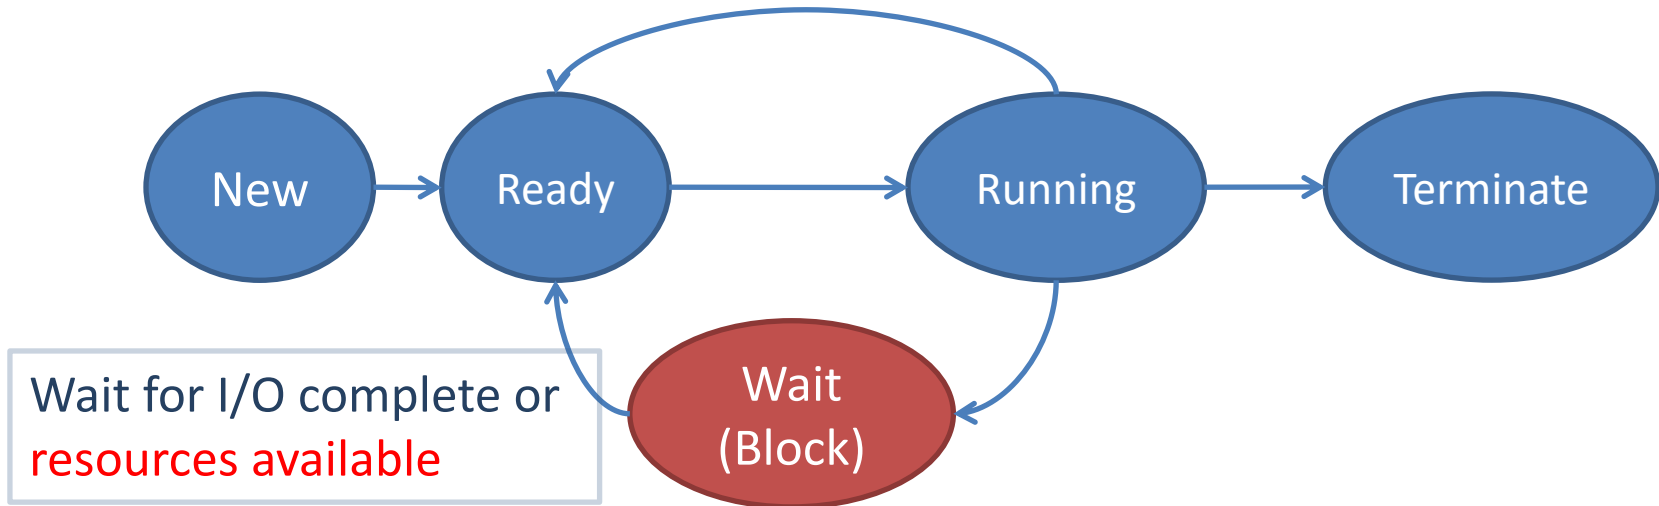 New
Ready
Running
Terminate
Wait
(Block)
Wait for I/O complete or
resources available